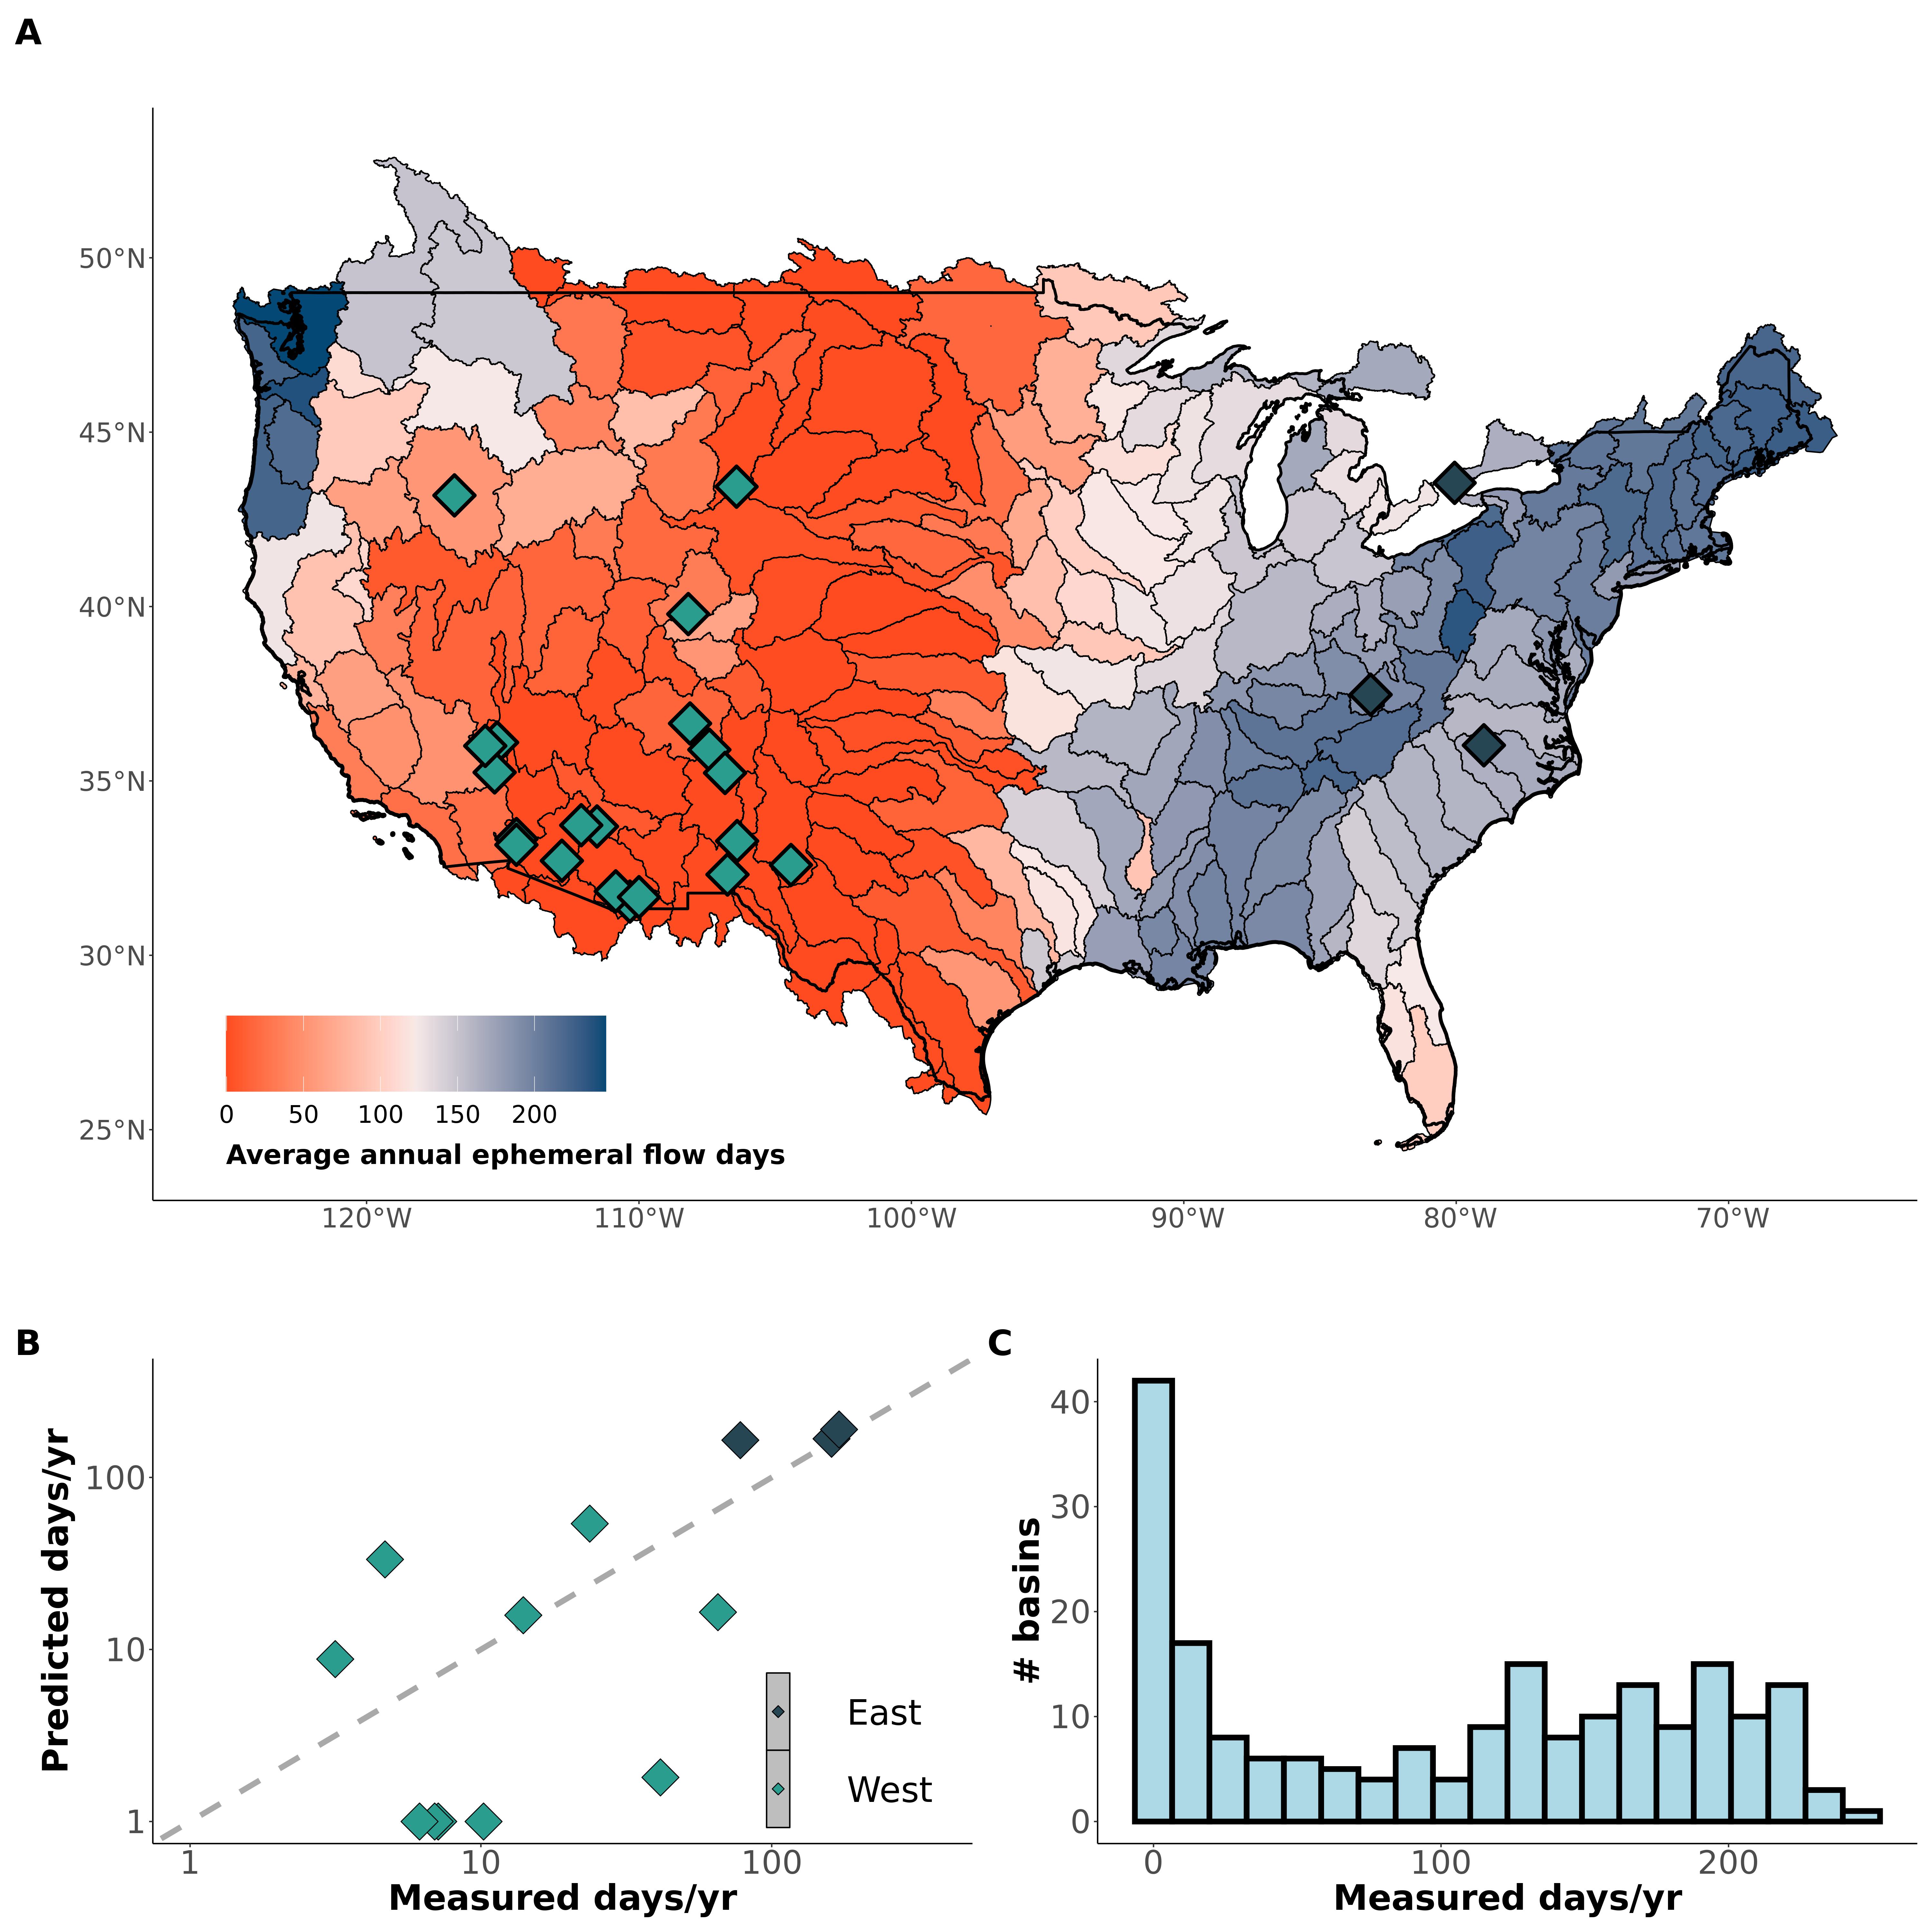 A
50°N
45°N
40°N
35°N
30°N
25°N
0 50 100 150 200
Average annual ephemeral flow days
120°W 110°W 100°W 90°W 80°W 70°W
B
Predicted days/yr
100
10
1
East
West
1 10 100
Measured days/yr
C
# basins
40
30
20
10
0
0 100 200
Measured days/yr